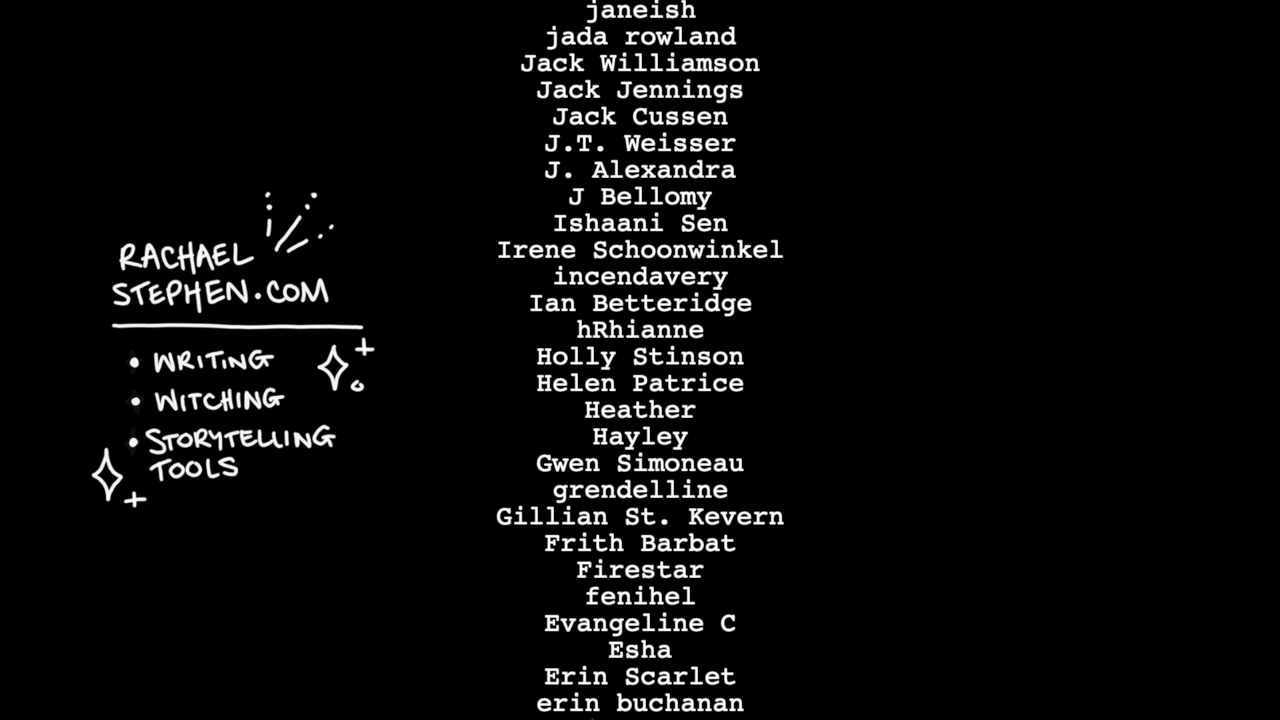 RACHAEL
STEPHEN.COM
• WRITING
• WITCHING
• STORYTELLING
TOOLS
janeish
jada rowland
Jack Williamson
Jack Jennings
Jack Cussen
J.T. Weisser
J. Alexandra
J Bellomy
Ishaani Sen
Irene Schoonwinkel
incendavery
Ian Betteridge
hRhianne
Holly Stinson
Helen Patrice
Heather
Hayley
Gwen Simoneau
grendelline
Gillian St. Kevern
Frith Barbat
Firestar
fenihel
Evangeline C
Esha
Erin Scarlet
erin buchanan